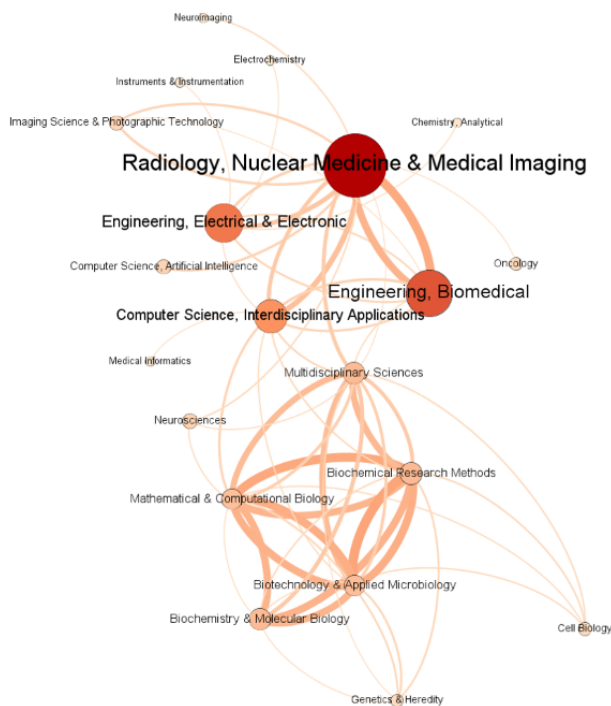 Neuroimaging
Electrochemistry
Instruments & Instrumentation
Imaging Science & Photographic Technology
Chemistry, Analytical
Radiology, Nuclear Medicine & Medical Imaging
Engineering, Electrical & Electronic
Computer Science, Artificial Intelligence
Oncology
Engineering, Biomedical
Computer Science, Interdisciplinary Applications
Medical Informatics
Multidisciplinary Sciences
Neurosciences
Biochemical Research Methods
Mathematical & Computational Biology
Biotechnology & Applied Microbiology
Biochemistry & Molecular Biology
Cell Biology
Genetics & Heredity